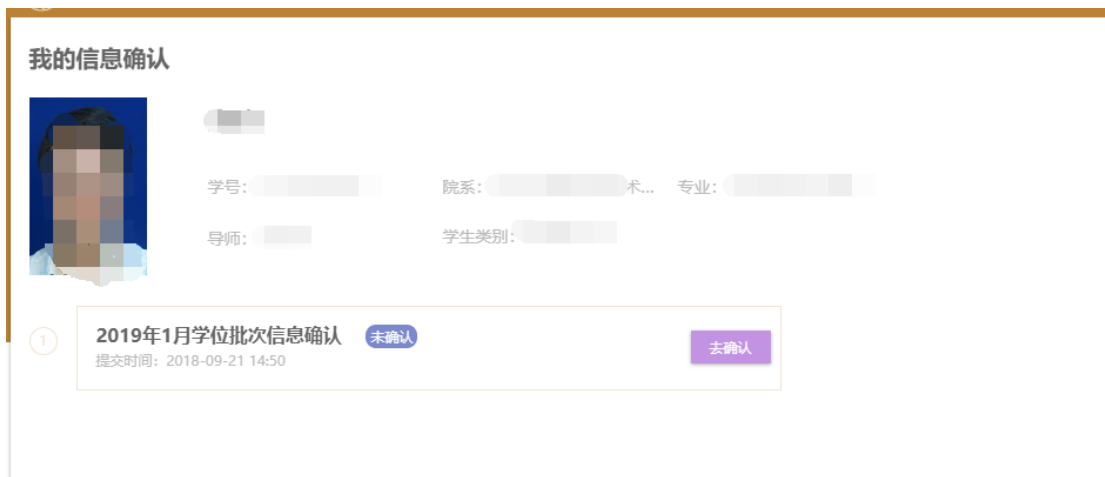 我的信息确认
学号： 院系： 术... 专业：
导师： 学生类别：
1
2019年1月学位批次信息确认 未确认
提交时间：2018-09-21 14:50
去确认